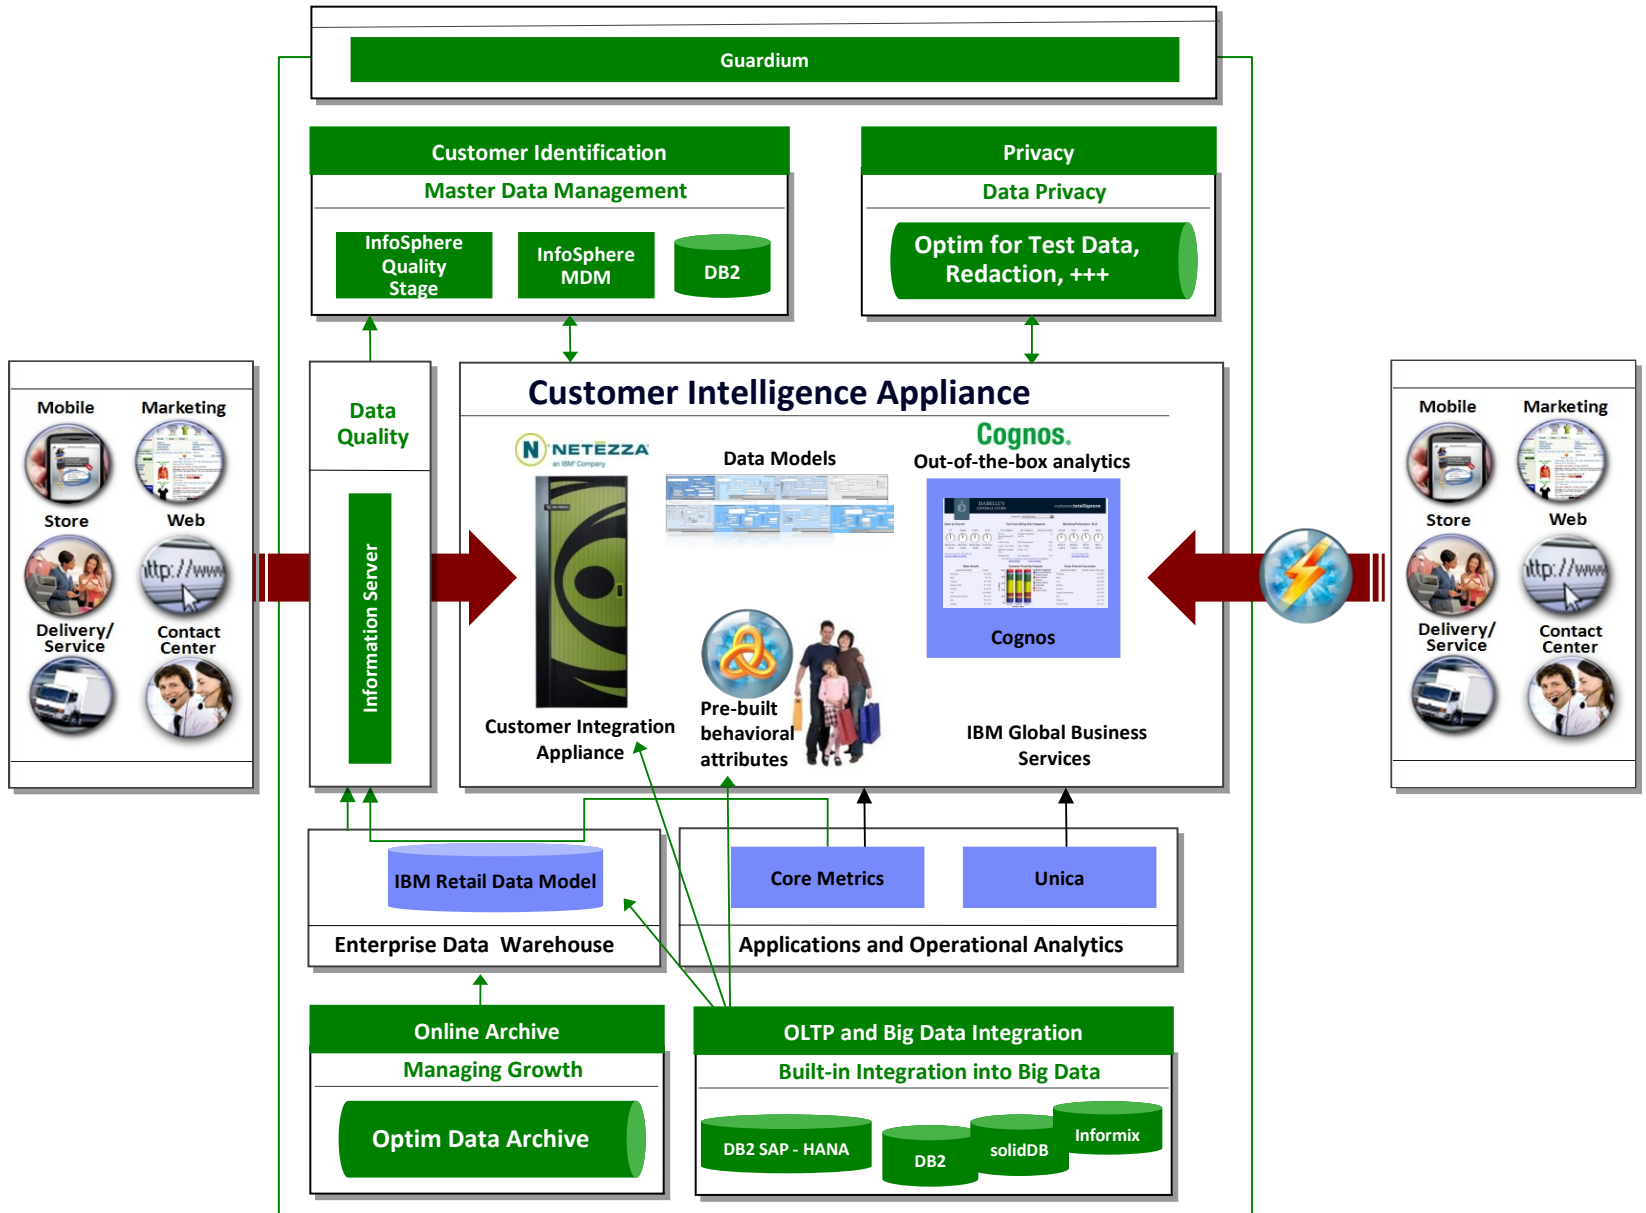 Guardium
Customer Identification
Master Data Management
InfoSphere
Quality
Stage
InfoSphere
MDM
DB2
Privacy
Data Privacy
Optim for Test Data,
Redaction, +++
Mobile
Marketing
Store
Web
http://www
Delivery/
Service
Contact
Center
Data
Quality
Information Server
Customer Intelligence Appliance
N NETEZZA
an IBM Company
Data Models
Cognos.
Out-of-the-box analytics
Cognos
Customer Integration
Appliance
Pre-built
behavioral
attributes
IBM Global Business
Services
Mobile
Marketing
Store
Web
http://www
Delivery/
Service
Contact
Center
IBM Retail Data Model
Enterprise Data Warehouse
Core Metrics
Unica
Applications and Operational Analytics
Online Archive
Managing Growth
Optim Data Archive
OLTP and Big Data Integration
Built-in Integration into Big Data
DB2 SAP - HANA
DB2
solidDB
Informix